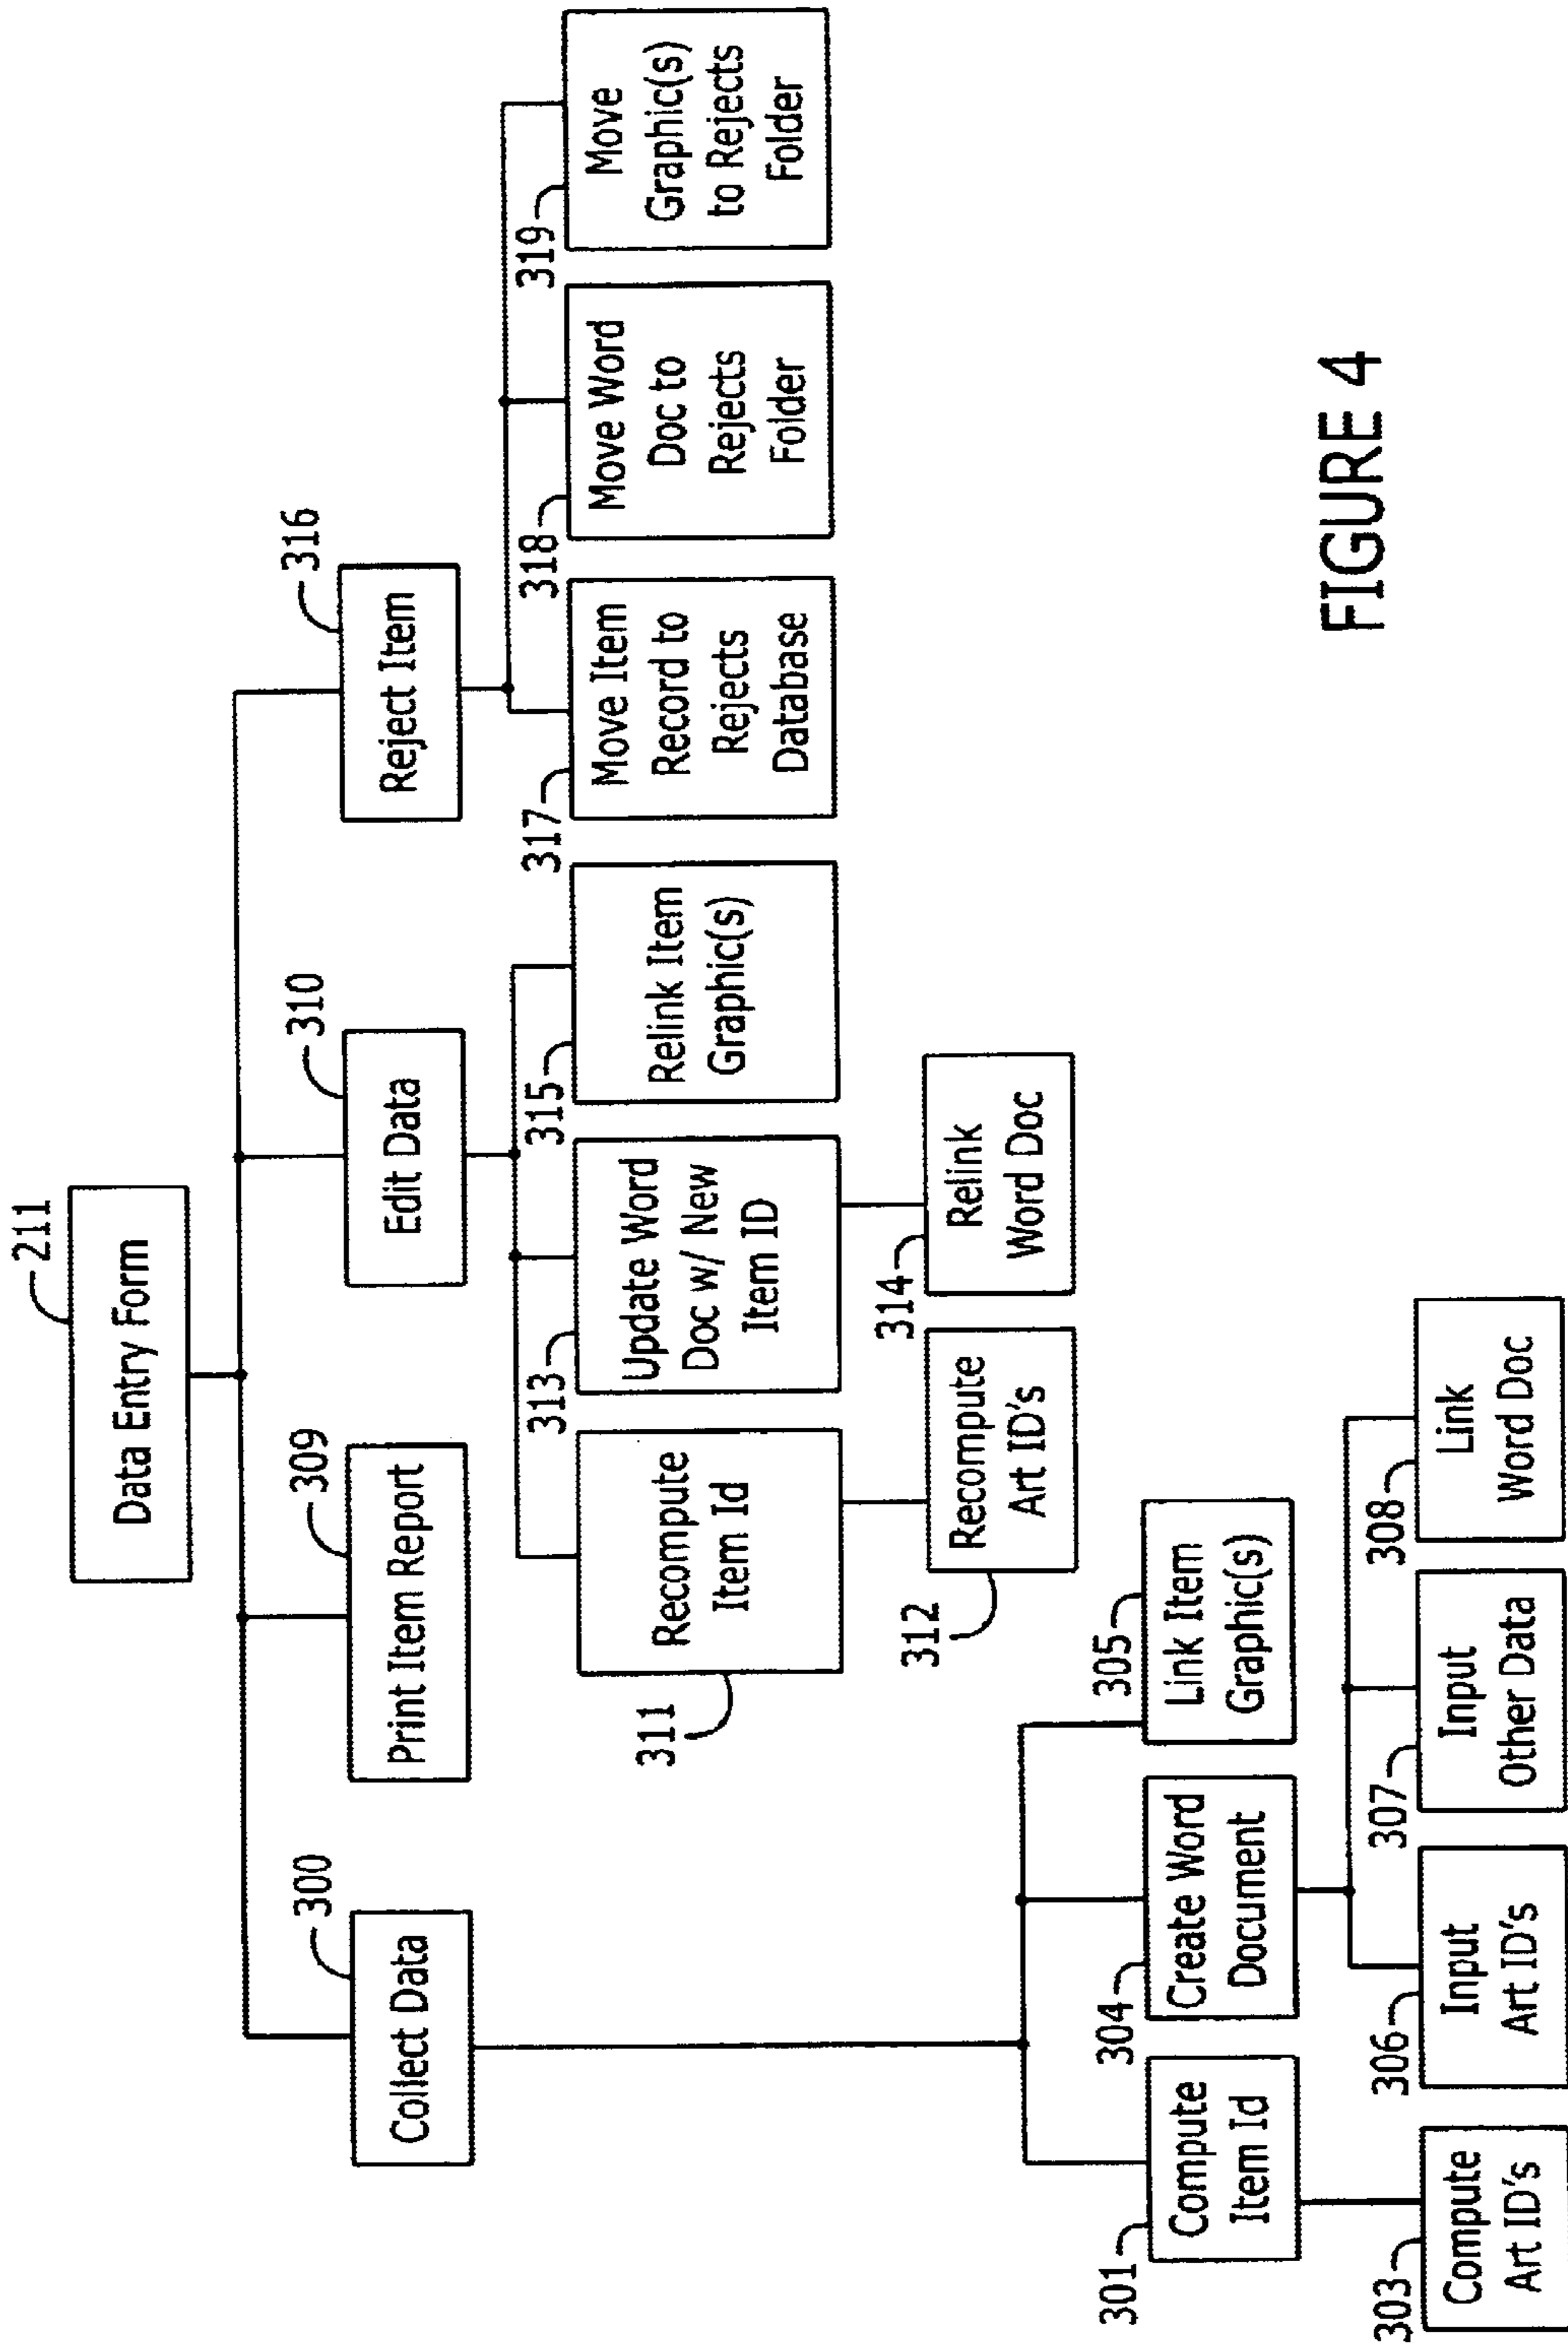 211
Data Entry Form
300
Collect Data
309
Print Item Report
310
Edit Data
316
Reject Item
311
Recompute
Item Id
313
Update Word
Doc w/ New
Item ID
315
Relink Item
Graphic(s)
317
Move Item
Record to
Rejects
Database
318
Move Word
Doc to
Rejects
Folder
319
Move
Graphic(s)
to Rejects
Folder
312
Recompute
Art ID's
314
Relink
Word Doc
301
Compute
Item Id
304
Create Word
Document
305
Link Item
Graphic(s)
303
Compute
Art ID's
306
Input
Art ID's
307
Input
Other Data
308
Link
Word Doc
FIGURE 4